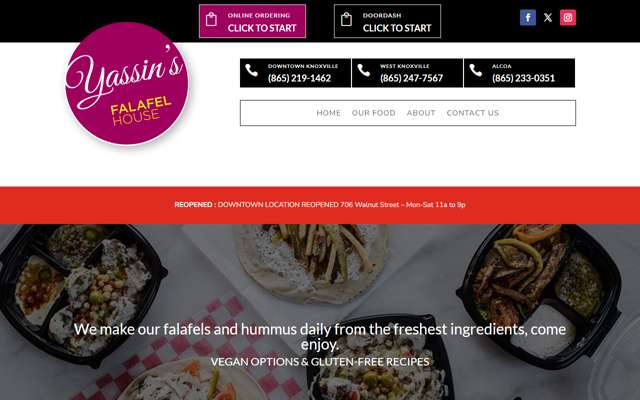 ONLINE ORDERING
CLICK TO START
DOORDASH
CLICK TO START
Yassin's
FALAFEL
HOUSE
DOWNTOWN KNOXVILLE
(865) 219-1462
WEST KNOXVILLE
(865) 247-7567
ALCOA
(865) 233-0351
HOME OUR FOOD ABOUT CONTACT US
REOPENED : DOWNTOWN LOCATION REOPENED 706 Walnut Street – Mon-Sat 11a to 9p
We make our falafels and hummus daily from the freshest ingredients, come
enjoy.
VEGAN OPTIONS & GLUTEN-FREE RECIPES